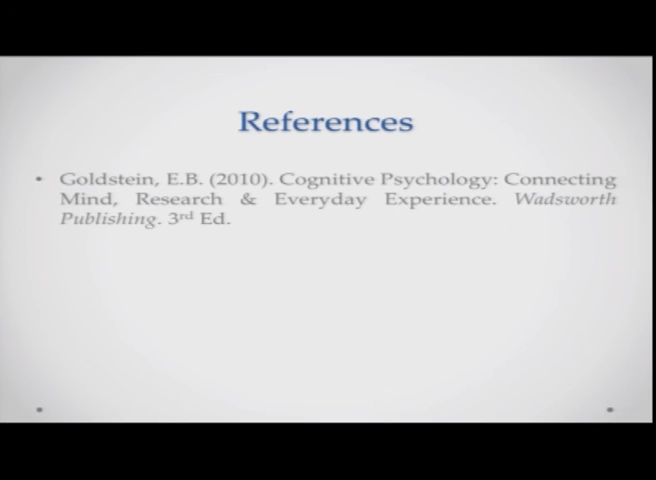 References
• Goldstein, E.B. (2010). Cognitive Psychology: Connecting
Mind, Research & Everyday Experience. Wadsworth
Publishing. 3rd Ed.